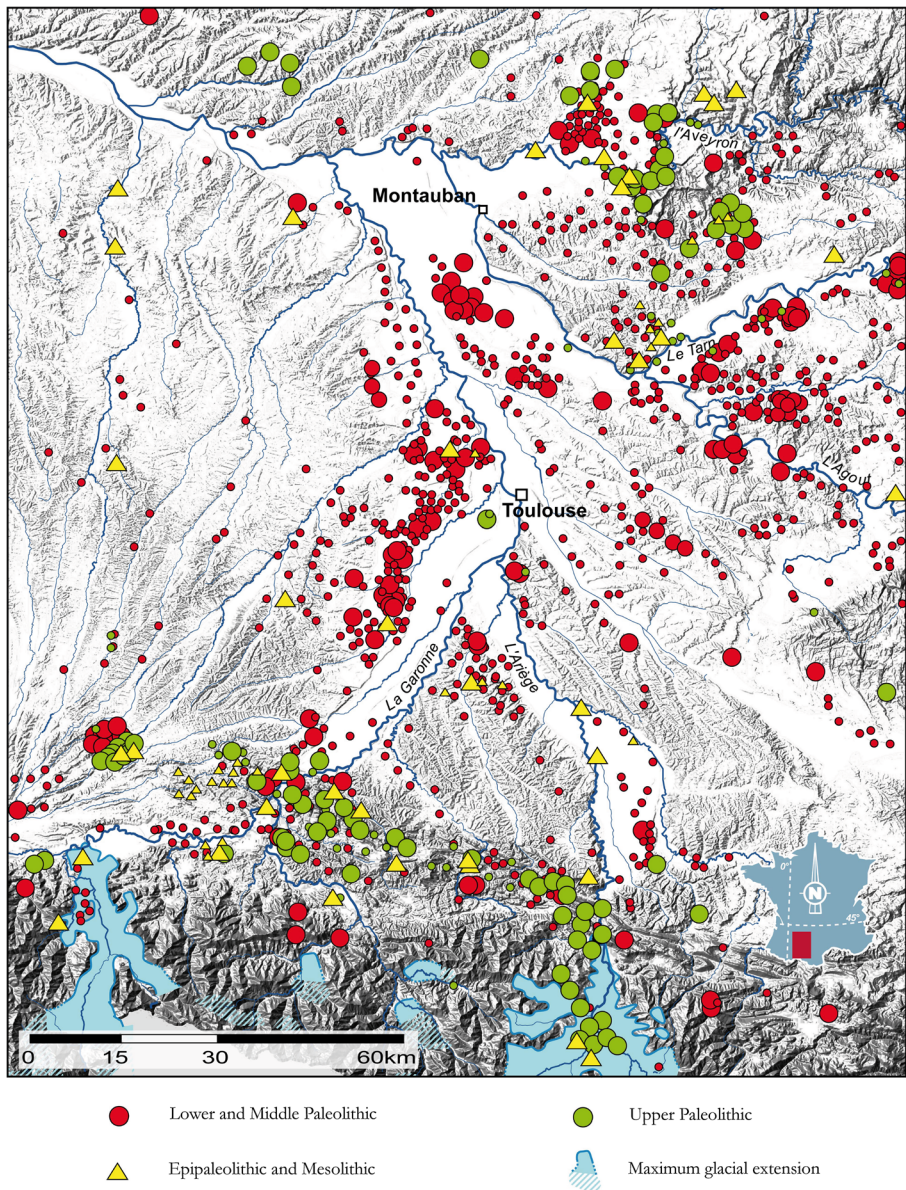 l'Aveyron
Montauban
Le Tarn
L'Agout
Toulouse
La Garonne
L'Ariège
0°
N
45°
0 15 30 60km
Lower and Middle Paleolithic
Upper Paleolithic
Epipaleolithic and Mesolithic
Maximum glacial extension